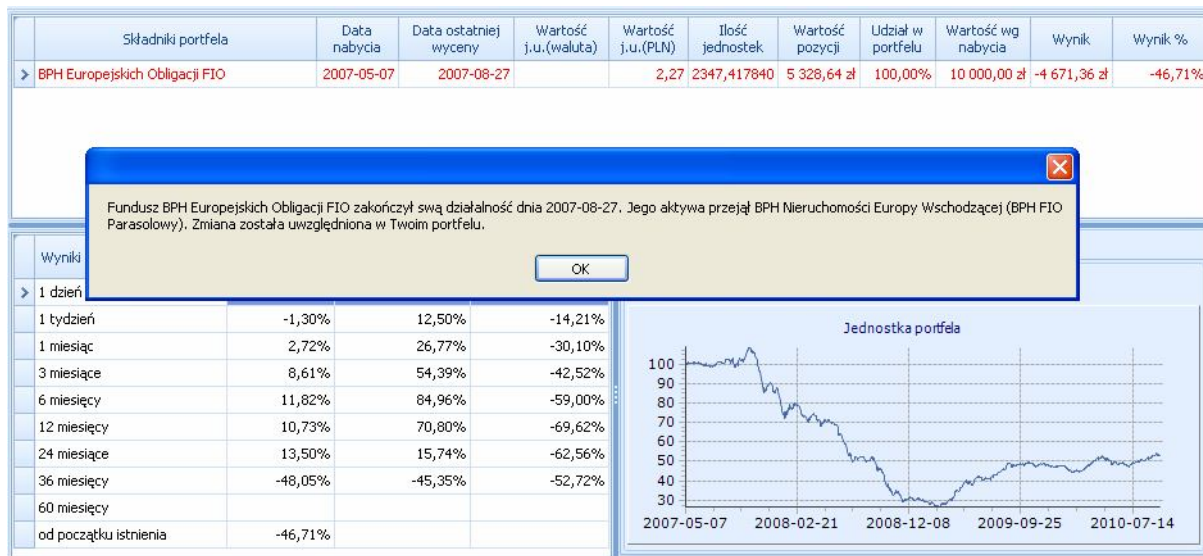 Składniki portfela Data nabycia Data ostatniej wyceny Wartość j.u.(waluta) Wartość j.u.(PLN) Ilość jednostek Wartość pozycji Udział w portfelu Wartość wg nabycia Wynik Wynik %
BPH Europejskich Obligacji FIO 2007-05-07 2007-08-27 2,27 2347,417840 5 328,64 zł 100,00% 10 000,00 zł -4 671,36 zł -46,71%
Fundusz BPH Europejskich Obligacji FIO zakończył swą działalność dnia 2007-08-27. Jego aktywa przejął BPH Nieruchomości Europy Wschodzącej (BPH FIO
Parasolowy). Zmiana została uwzględniona w Twoim portfelu.
OK
Wyniki
1 dzień
1 tydzień -1,30% 12,50% -14,21%
1 miesiąc 2,72% 26,77% -30,10%
3 miesiące 8,61% 54,39% -42,52%
6 miesięcy 11,82% 84,96% -59,00%
12 miesięcy 10,73% 70,80% -69,62%
24 miesiące 13,50% 15,74% -62,56%
36 miesięcy -48,05% -45,35% -52,72%
60 miesięcy
od początku istnienia -46,71%
Jednostka portfela
100
90
80
70
60
50
40
30
2007-05-07 2008-02-21 2008-12-08 2009-09-25 2010-07-14